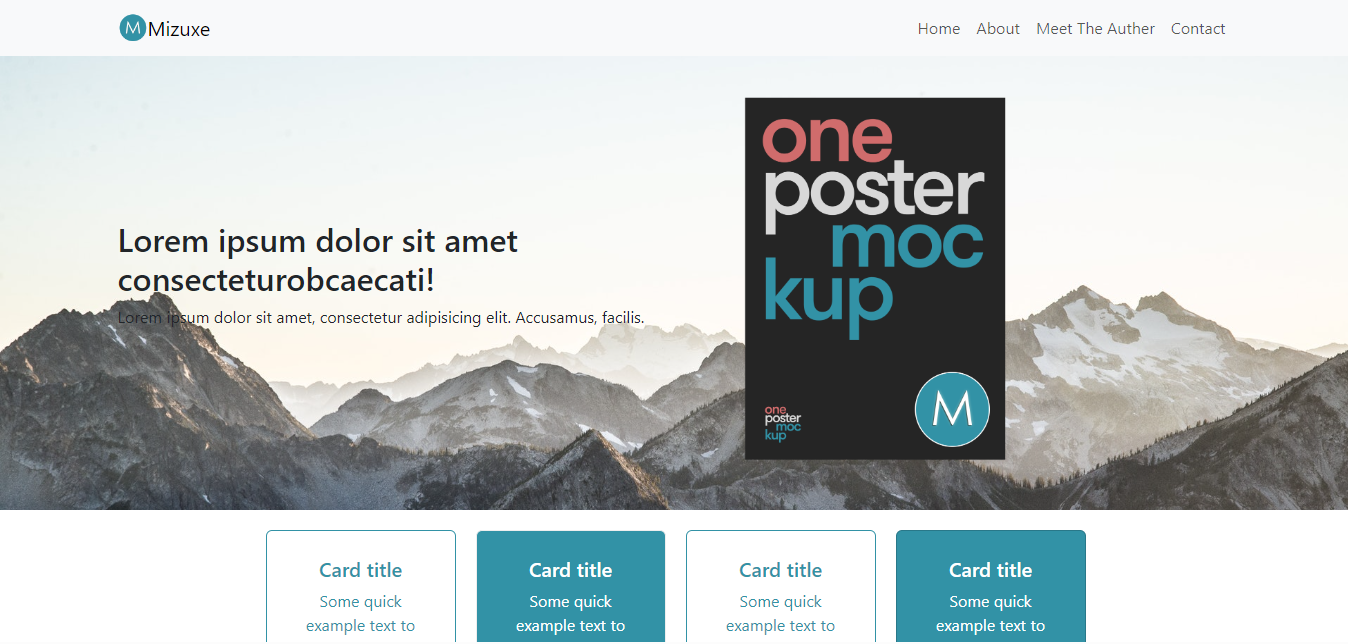 M Mizuxe
Home About Meet The Auther Contact
one
poster
moc
kup
Lorem ipsum dolor sit amet
consecteturobcaecati!
Lorem ipsum dolor sit amet, consectetur adipisicing elit. Accusamus, facilis.
one
poster
moc
kup
M
Card title
Some quick
example text to
Card title
Some quick
example text to
Card title
Some quick
example text to
Card title
Some quick
example text to